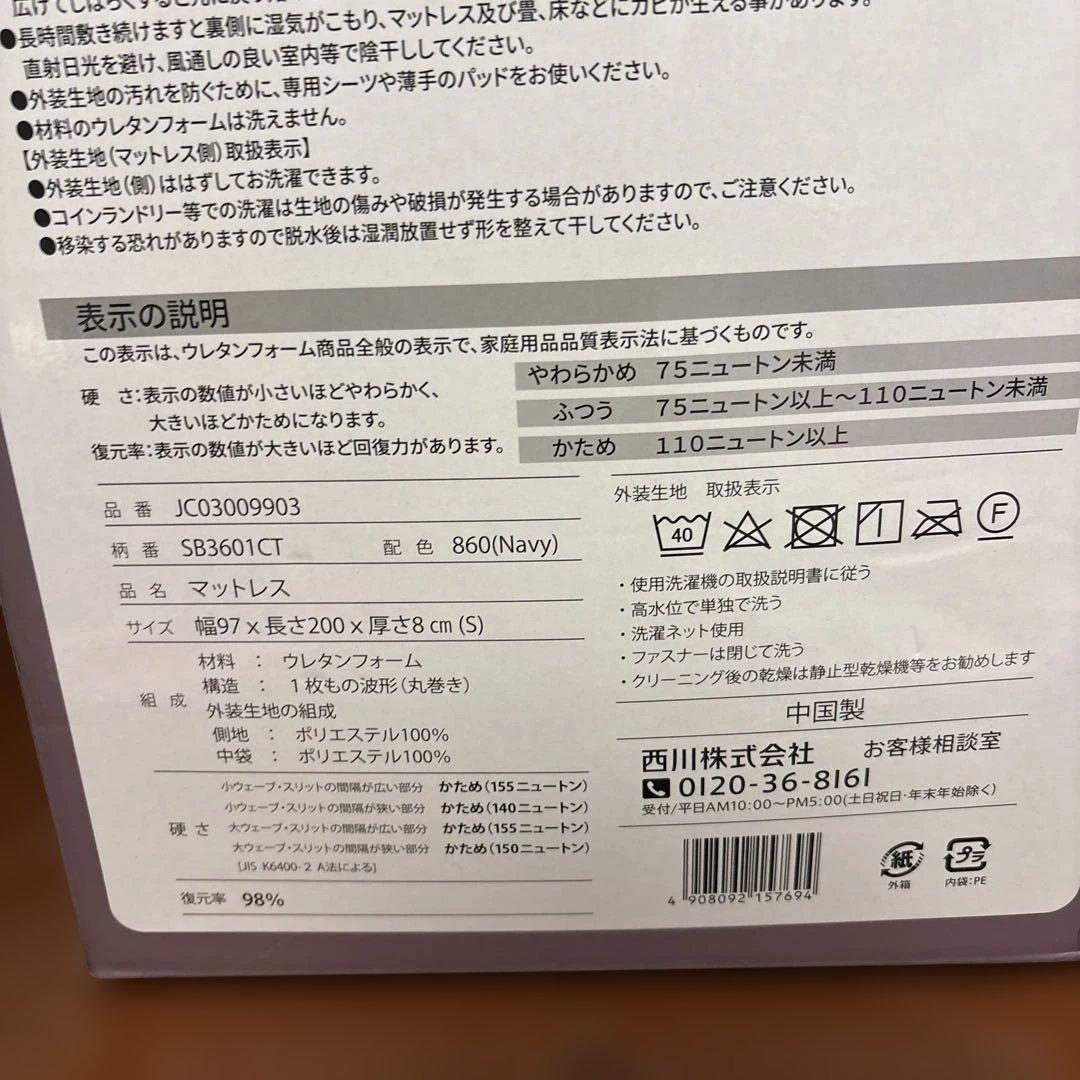 ●長時間敷き続けますと裏側に湿気がこもり、マットレス及び畳、床などにカビが生える事があります。
直射日光を避け、風通しの良い室内等で陰干ししてください。
●外装生地の汚れを防ぐために、専用シーツや薄手のパッドをお使いください。
●材料のウレタンフォームは洗えません。
【外装生地(マットレス側)取扱表示】
●外装生地(側)ははずしてお洗濯できます。
●コインランドリー等での洗濯は生地の傷みや破損が発生する場合がありますので、ご注意ください。
●移染する恐れがありますので脱水後は湿潤放置せず形を整えて干してください。
表示の説明
この表示は、ウレタンフォーム商品全般の表示で、家庭用品品質表示法に基づくものです。
硬 さ:表示の数値が小さいほどやわらかく、
大きいほどかためになります。
復元率:表示の数値が大きいほど回復力があります。
やわらかめ 75ニュートン未満
ふつう 75ニュートン以上〜110ニュートン未満
かため 110ニュートン以上
品番 JC03009903
柄番 SB3601CT 配色 860(Navy)
品名 マットレス
サイズ 幅97 x 長さ200 x 厚さ8 cm (S)
組成
材料 : ウレタンフォーム
構造 : 1枚もの波形(丸巻き)
外装生地の組成
側地 : ポリエステル100%
中袋 : ポリエステル100%
硬さ
小ウェーブ・スリットの間隔が広い部分 かため(155ニュートン)
小ウェーブ・スリットの間隔が狭い部分 かため(140ニュートン)
大ウェーブ・スリットの間隔が広い部分 かため(155ニュートン)
大ウェーブ・スリットの間隔が狭い部分 かため(150ニュートン)
[JIS K6400-2 A法による]
復元率 98%
外装生地 取扱表示
40
F
・使用洗濯機の取扱説明書に従う
・高水位で単独で洗う
・洗濯ネット使用
・ファスナーは閉じて洗う
・クリーニング後の乾燥は静止型乾燥機等をお勧めします
中国製
西川株式会社 お客様相談室
0120-36-8161
受付/平日AM10:00〜PM5:00(土日祝日・年末年始除く)
4 908092 157694
紙
外箱
プラ
内袋:PE